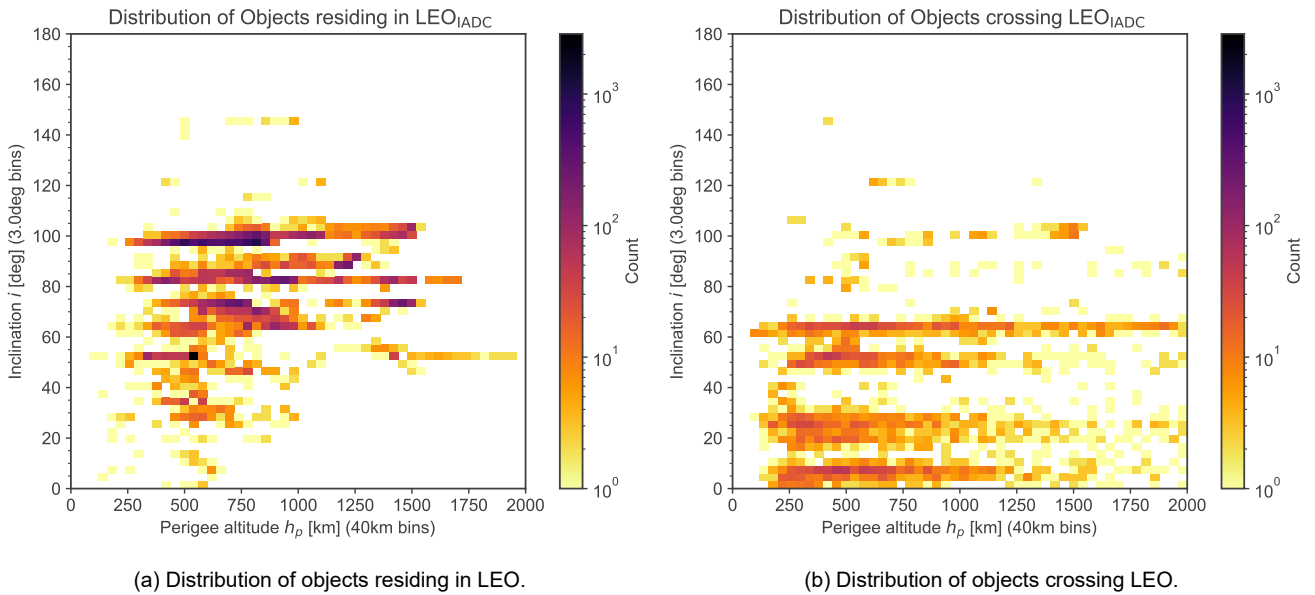 Distribution of Objects residing in LEO_IADC
180
160
140
120
100
80
60
40
20
0
Inclination i [deg] (3.0deg bins)
0 250 500 750 1000 1250 1500 1750 2000
Perigee altitude h_p [km] (40km bins)
10^3
10^2
10^1
10^0
Count
(a) Distribution of objects residing in LEO.
Distribution of Objects crossing LEO_IADC
180
160
140
120
100
80
60
40
20
0
Inclination i [deg] (3.0deg bins)
0 250 500 750 1000 1250 1500 1750 2000
Perigee altitude h_p [km] (40km bins)
10^3
10^2
10^1
10^0
Count
(b) Distribution of objects crossing LEO.